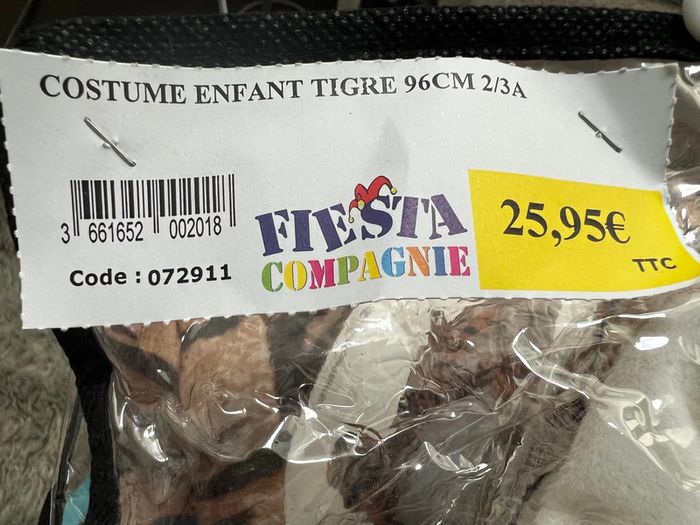 COSTUME ENFANT TIGRE 96CM 2/3A
3 661652 002018
Code : 072911
FIESTA
COMPAGNIE
25,95€
TTC